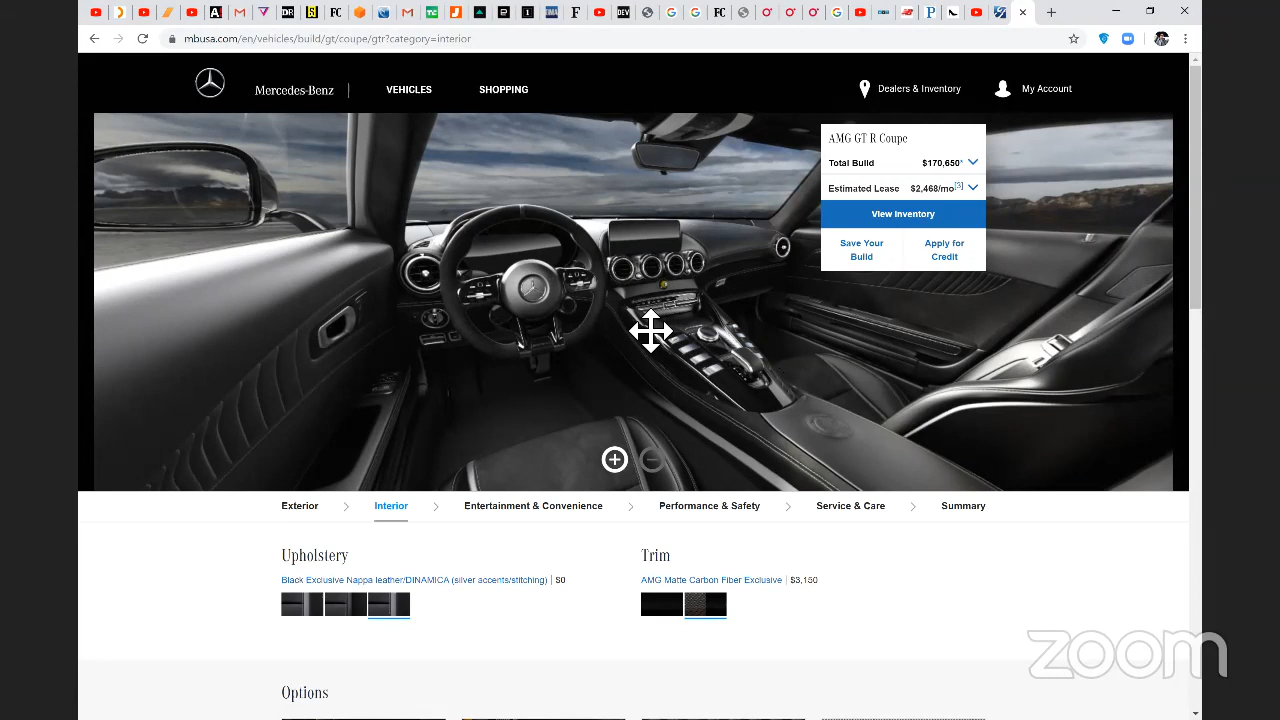 mbusa.com/en/vehicles/build/gt/coupe/gtr?category=interior
Mercedes-Benz
VEHICLES
SHOPPING
Dealers & Inventory
My Account
AMG GT R Coupe
Total Build $170,650*
Estimated Lease $2,468/mo[3]
View Inventory
Save Your
Build
Apply for
Credit
Exterior
Interior
Entertainment & Convenience
Performance & Safety
Service & Care
Summary
Upholstery
Black Exclusive Nappa leather/DINAMICA (silver accents/stitching) | $0
Trim
AMG Matte Carbon Fiber Exclusive | $3,150
Options
zoom